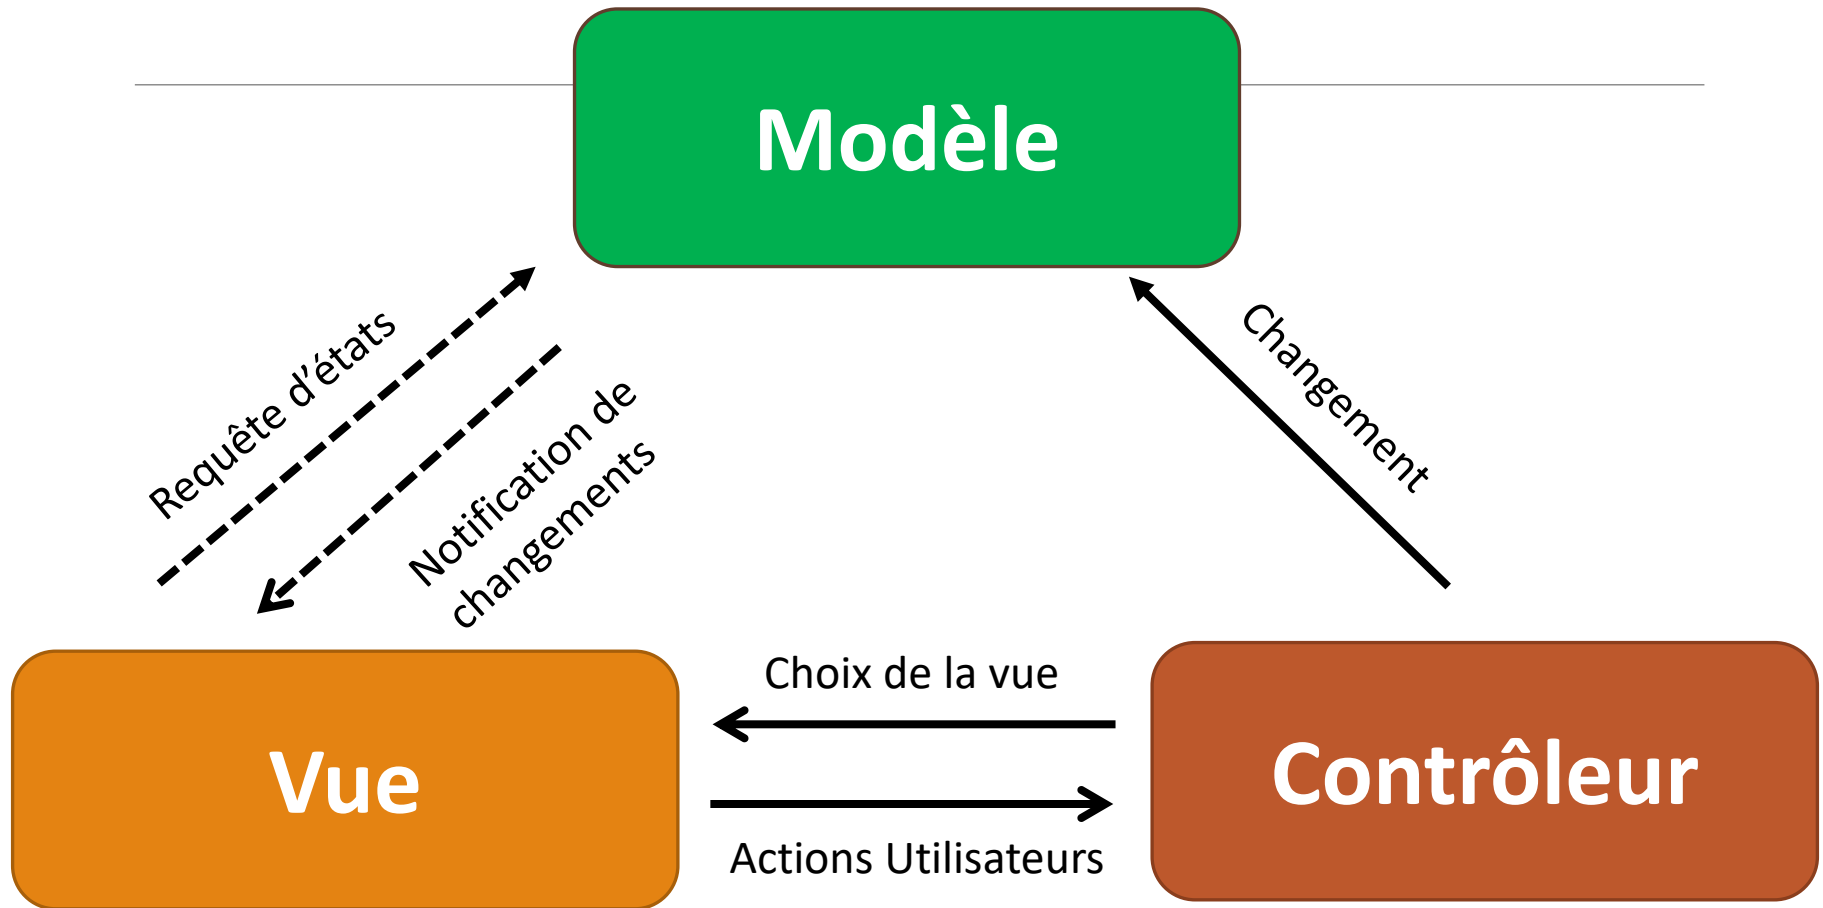 Modèle
Requête d’états
Notification de
changements
Changement
Choix de la vue
Vue
Contrôleur
Actions Utilisateurs